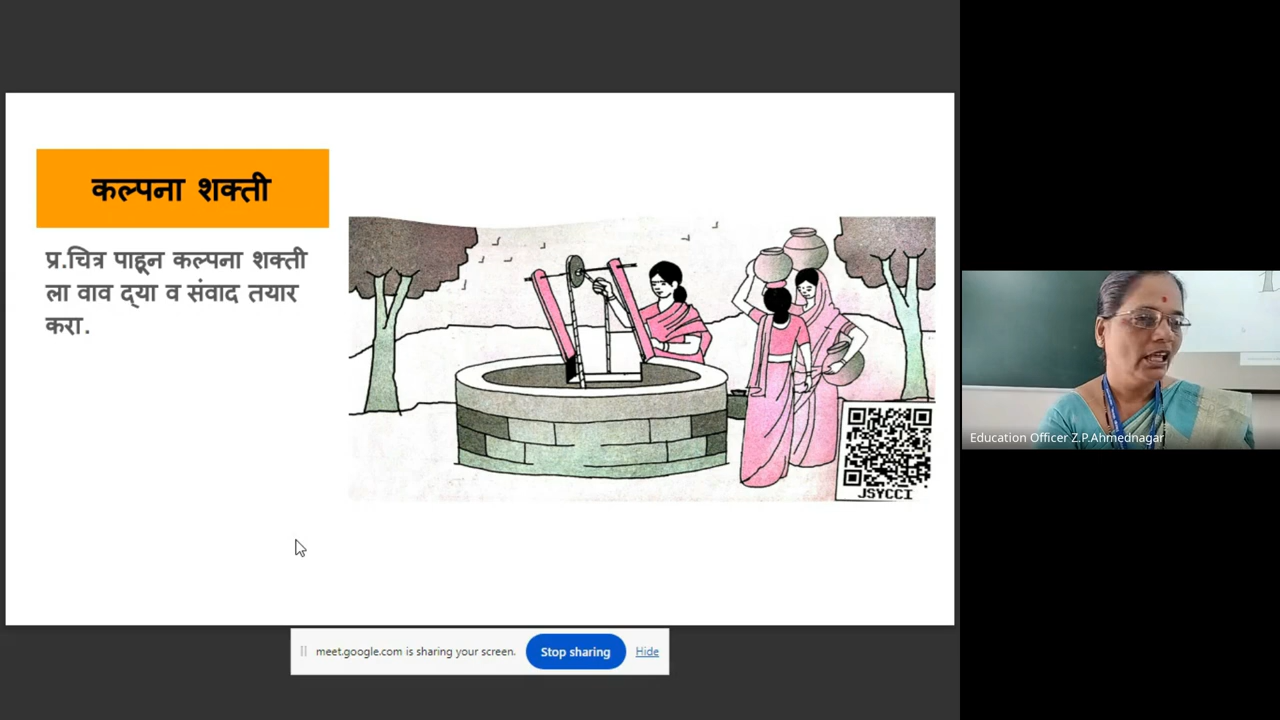 कल्पना शक्ती
प्र.चित्र पाहून कल्पना शक्ती
ला वाव द्‌या व संवाद तयार
करा.
JSYCCI
Education Officer Z.P.Ahmednagar
meet.google.com is sharing your screen.
Stop sharing
Hide